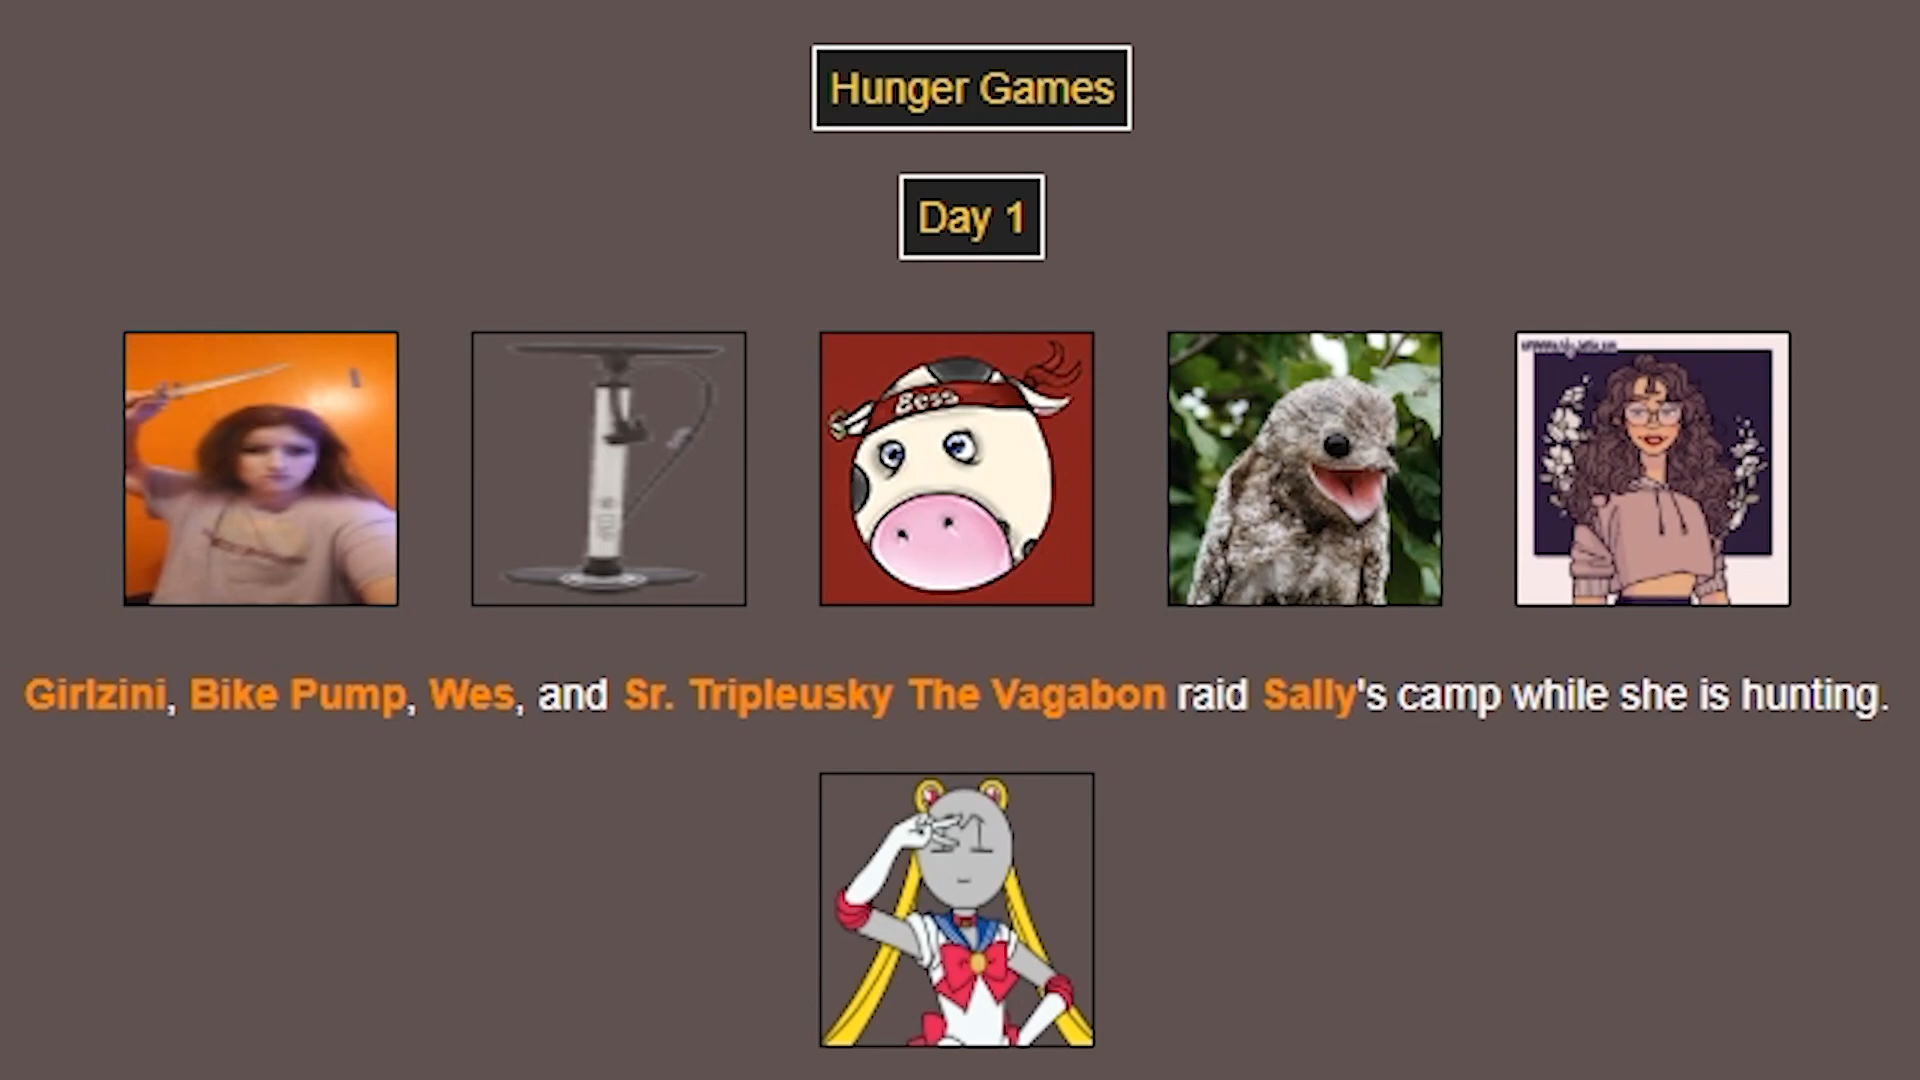 Hunger Games
Day 1
Boss
Girlzini, Bike Pump, Wes, and Sr. Tripleusky The Vagabon raid Sally's camp while she is hunting.